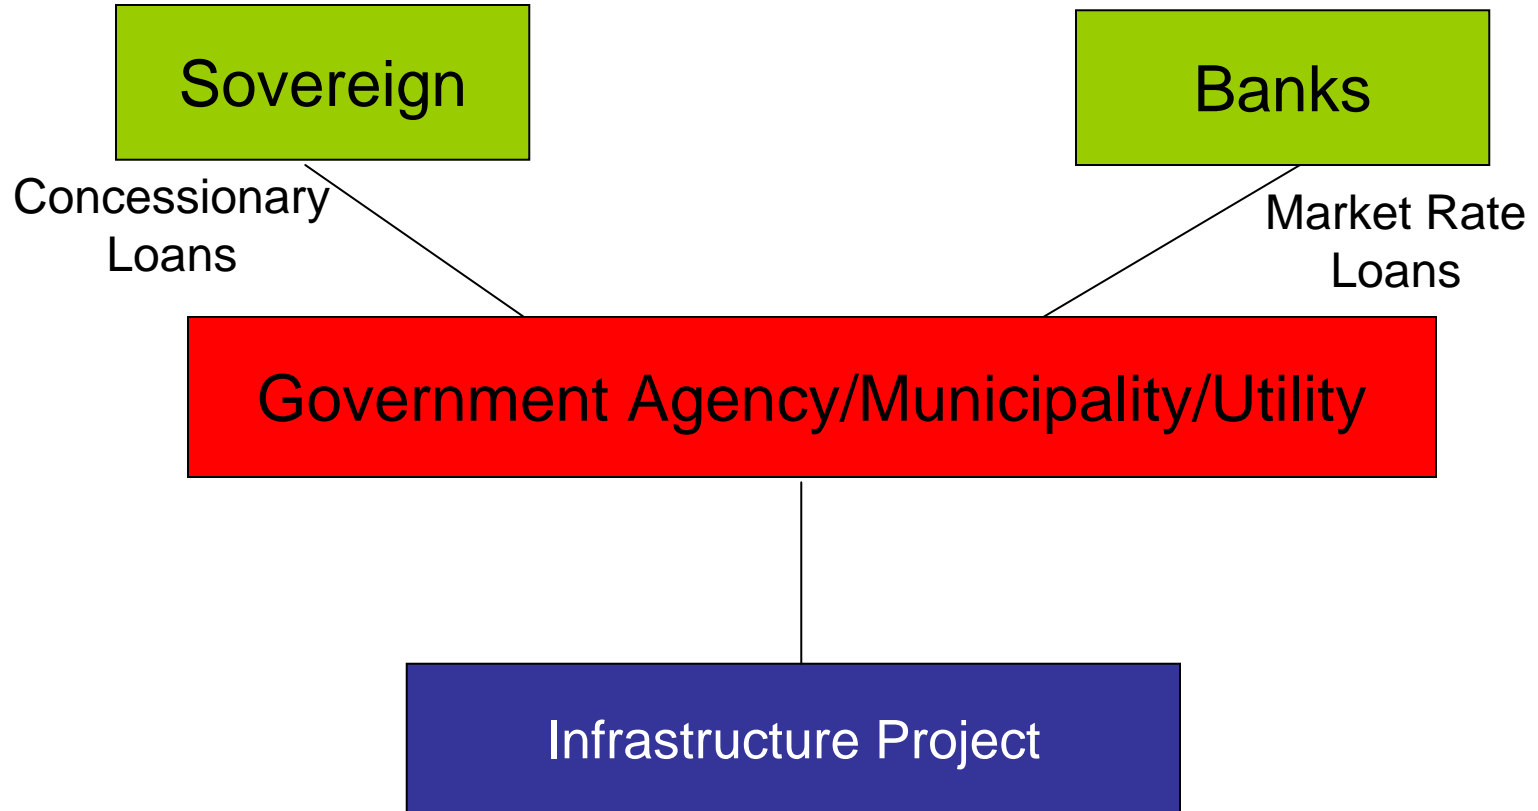 Sovereign
Banks
Concessionary
Loans
Market Rate
Loans
Government Agency/Municipality/Utility
Infrastructure Project